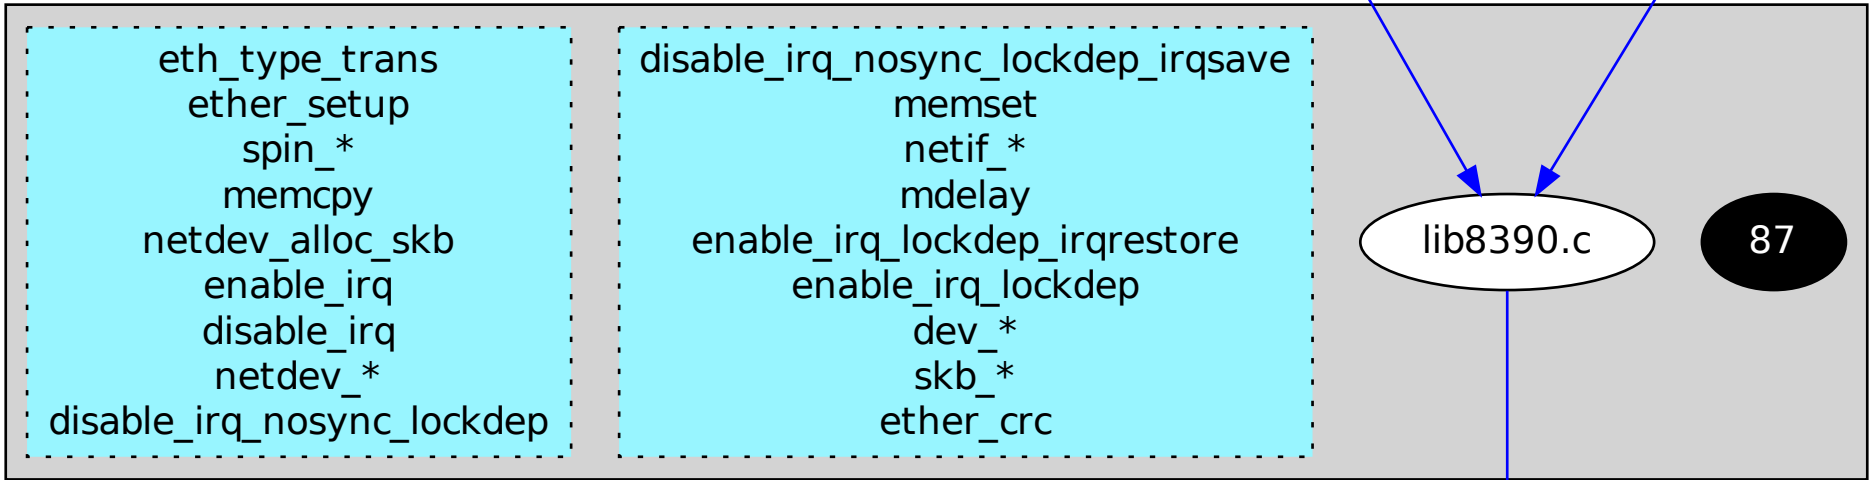 eth_type_trans
ether_setup
spin_*
memcpy
netdev_alloc_skb
enable_irq
disable_irq
netdev_*
disable_irq_nosync_lockdep
disable_irq_nosync_lockdep_irqsave
memset
netif_*
mdelay
enable_irq_lockdep_irqrestore
enable_irq_lockdep
dev_*
skb_*
ether_crc
lib8390.c
87